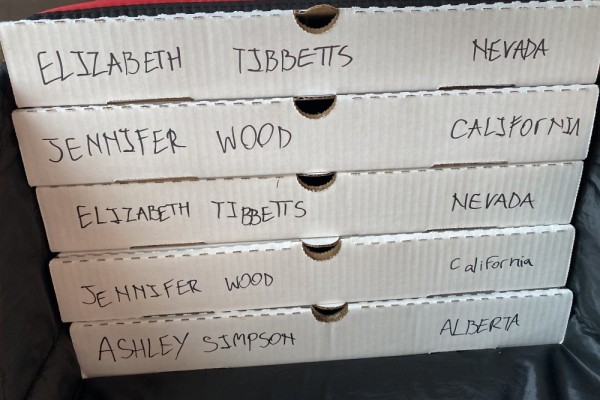 ELIZABETH TIBBETTS NEVADA
JENNIFER WOOD CALIFORNIA
ELIZABETH TIBBETTS NEVADA
JENNIFER WOOD California
ASHLEY SIMPSON ALBERTA